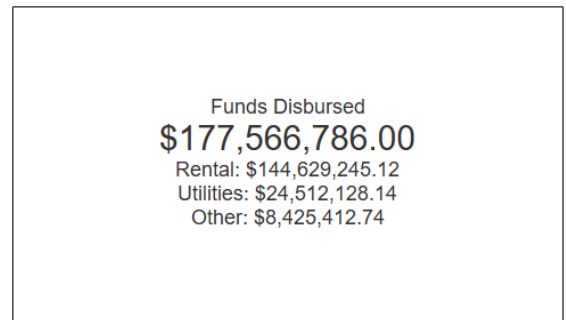 Funds Disbursed
$177,566,786.00
Rental: $144,629,245.12
Utilities: $24,512,128.14
Other: $8,425,412.74